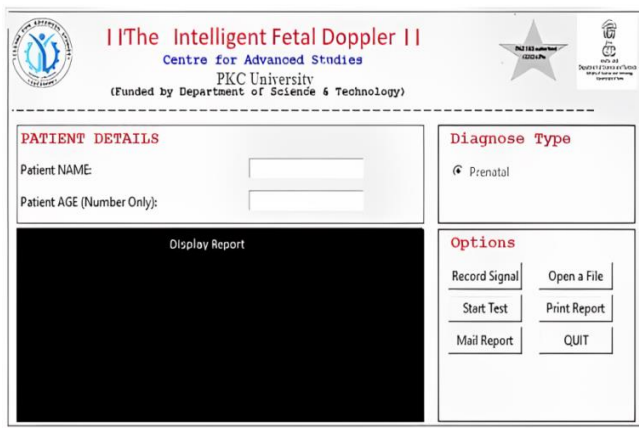 ||The Intelligent Fetal Doppler ||
Centre for Advanced Studies
PKC University
(Funded by Department of Science & Technology)
PATIENT DETAILS
Patient NAME:
Patient AGE (Number Only):
Diagnose Type
Prenatal
Display Report
Options
Record Signal
Open a File
Start Test
Print Report
Mail Report
QUIT